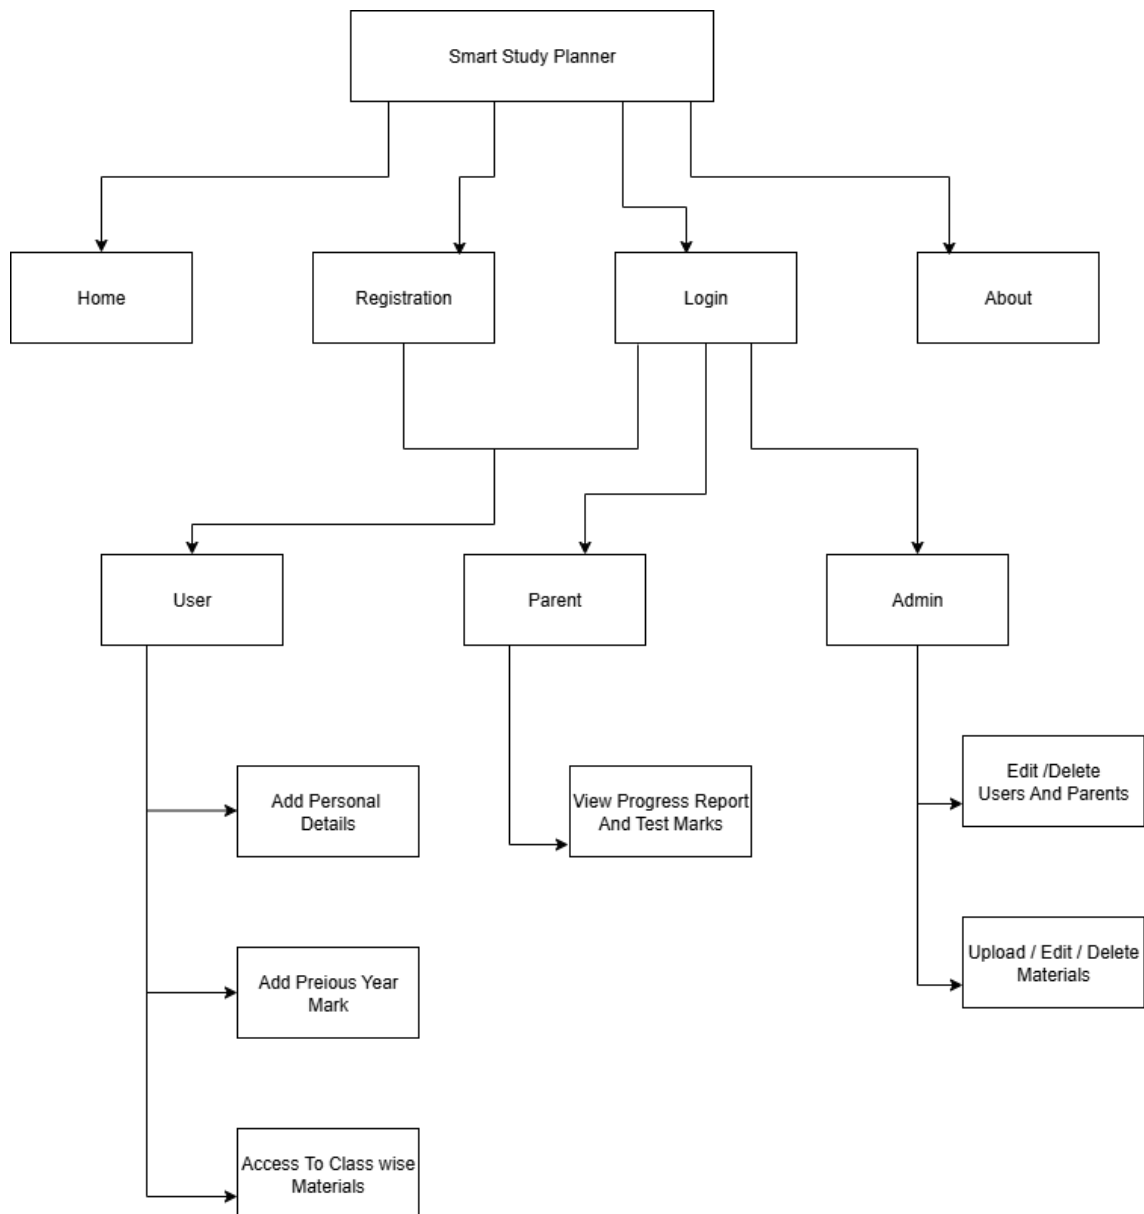 Smart Study Planner
Home
Registration
Login
About
User
Parent
Admin
Add Personal
Details
View Progress Report
And Test Marks
Edit /Delete
Users And Parents
Add Preious Year
Mark
Upload / Edit / Delete
Materials
Access To Class wise
Materials